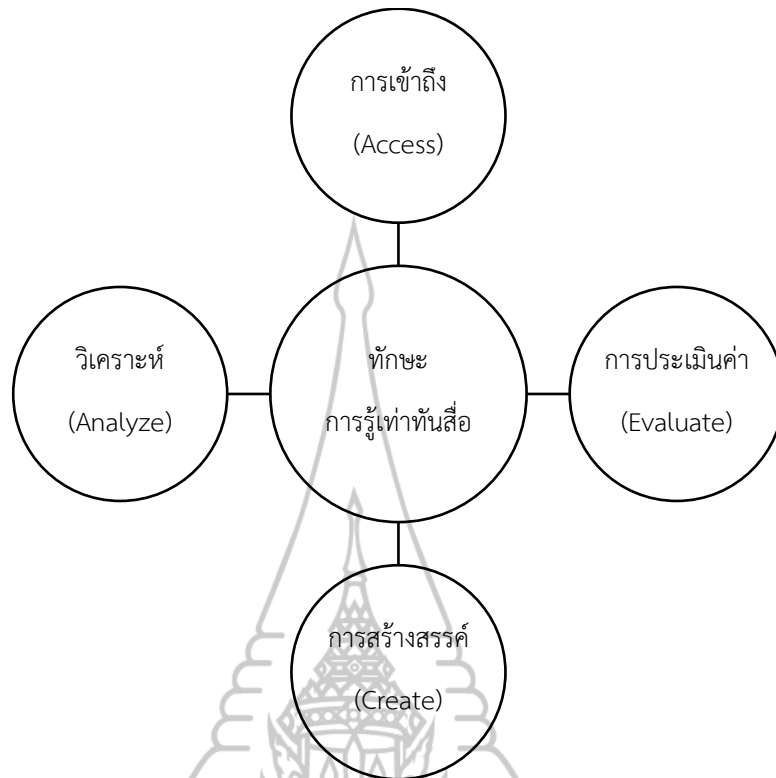 การเข้าถึง
(Access)
วิเคราะห์
(Analyze)
ทักษะ
การรู้เท่าทันสื่อ
การประเมินค่า
(Evaluate)
การสร้างสรรค์
(Create)